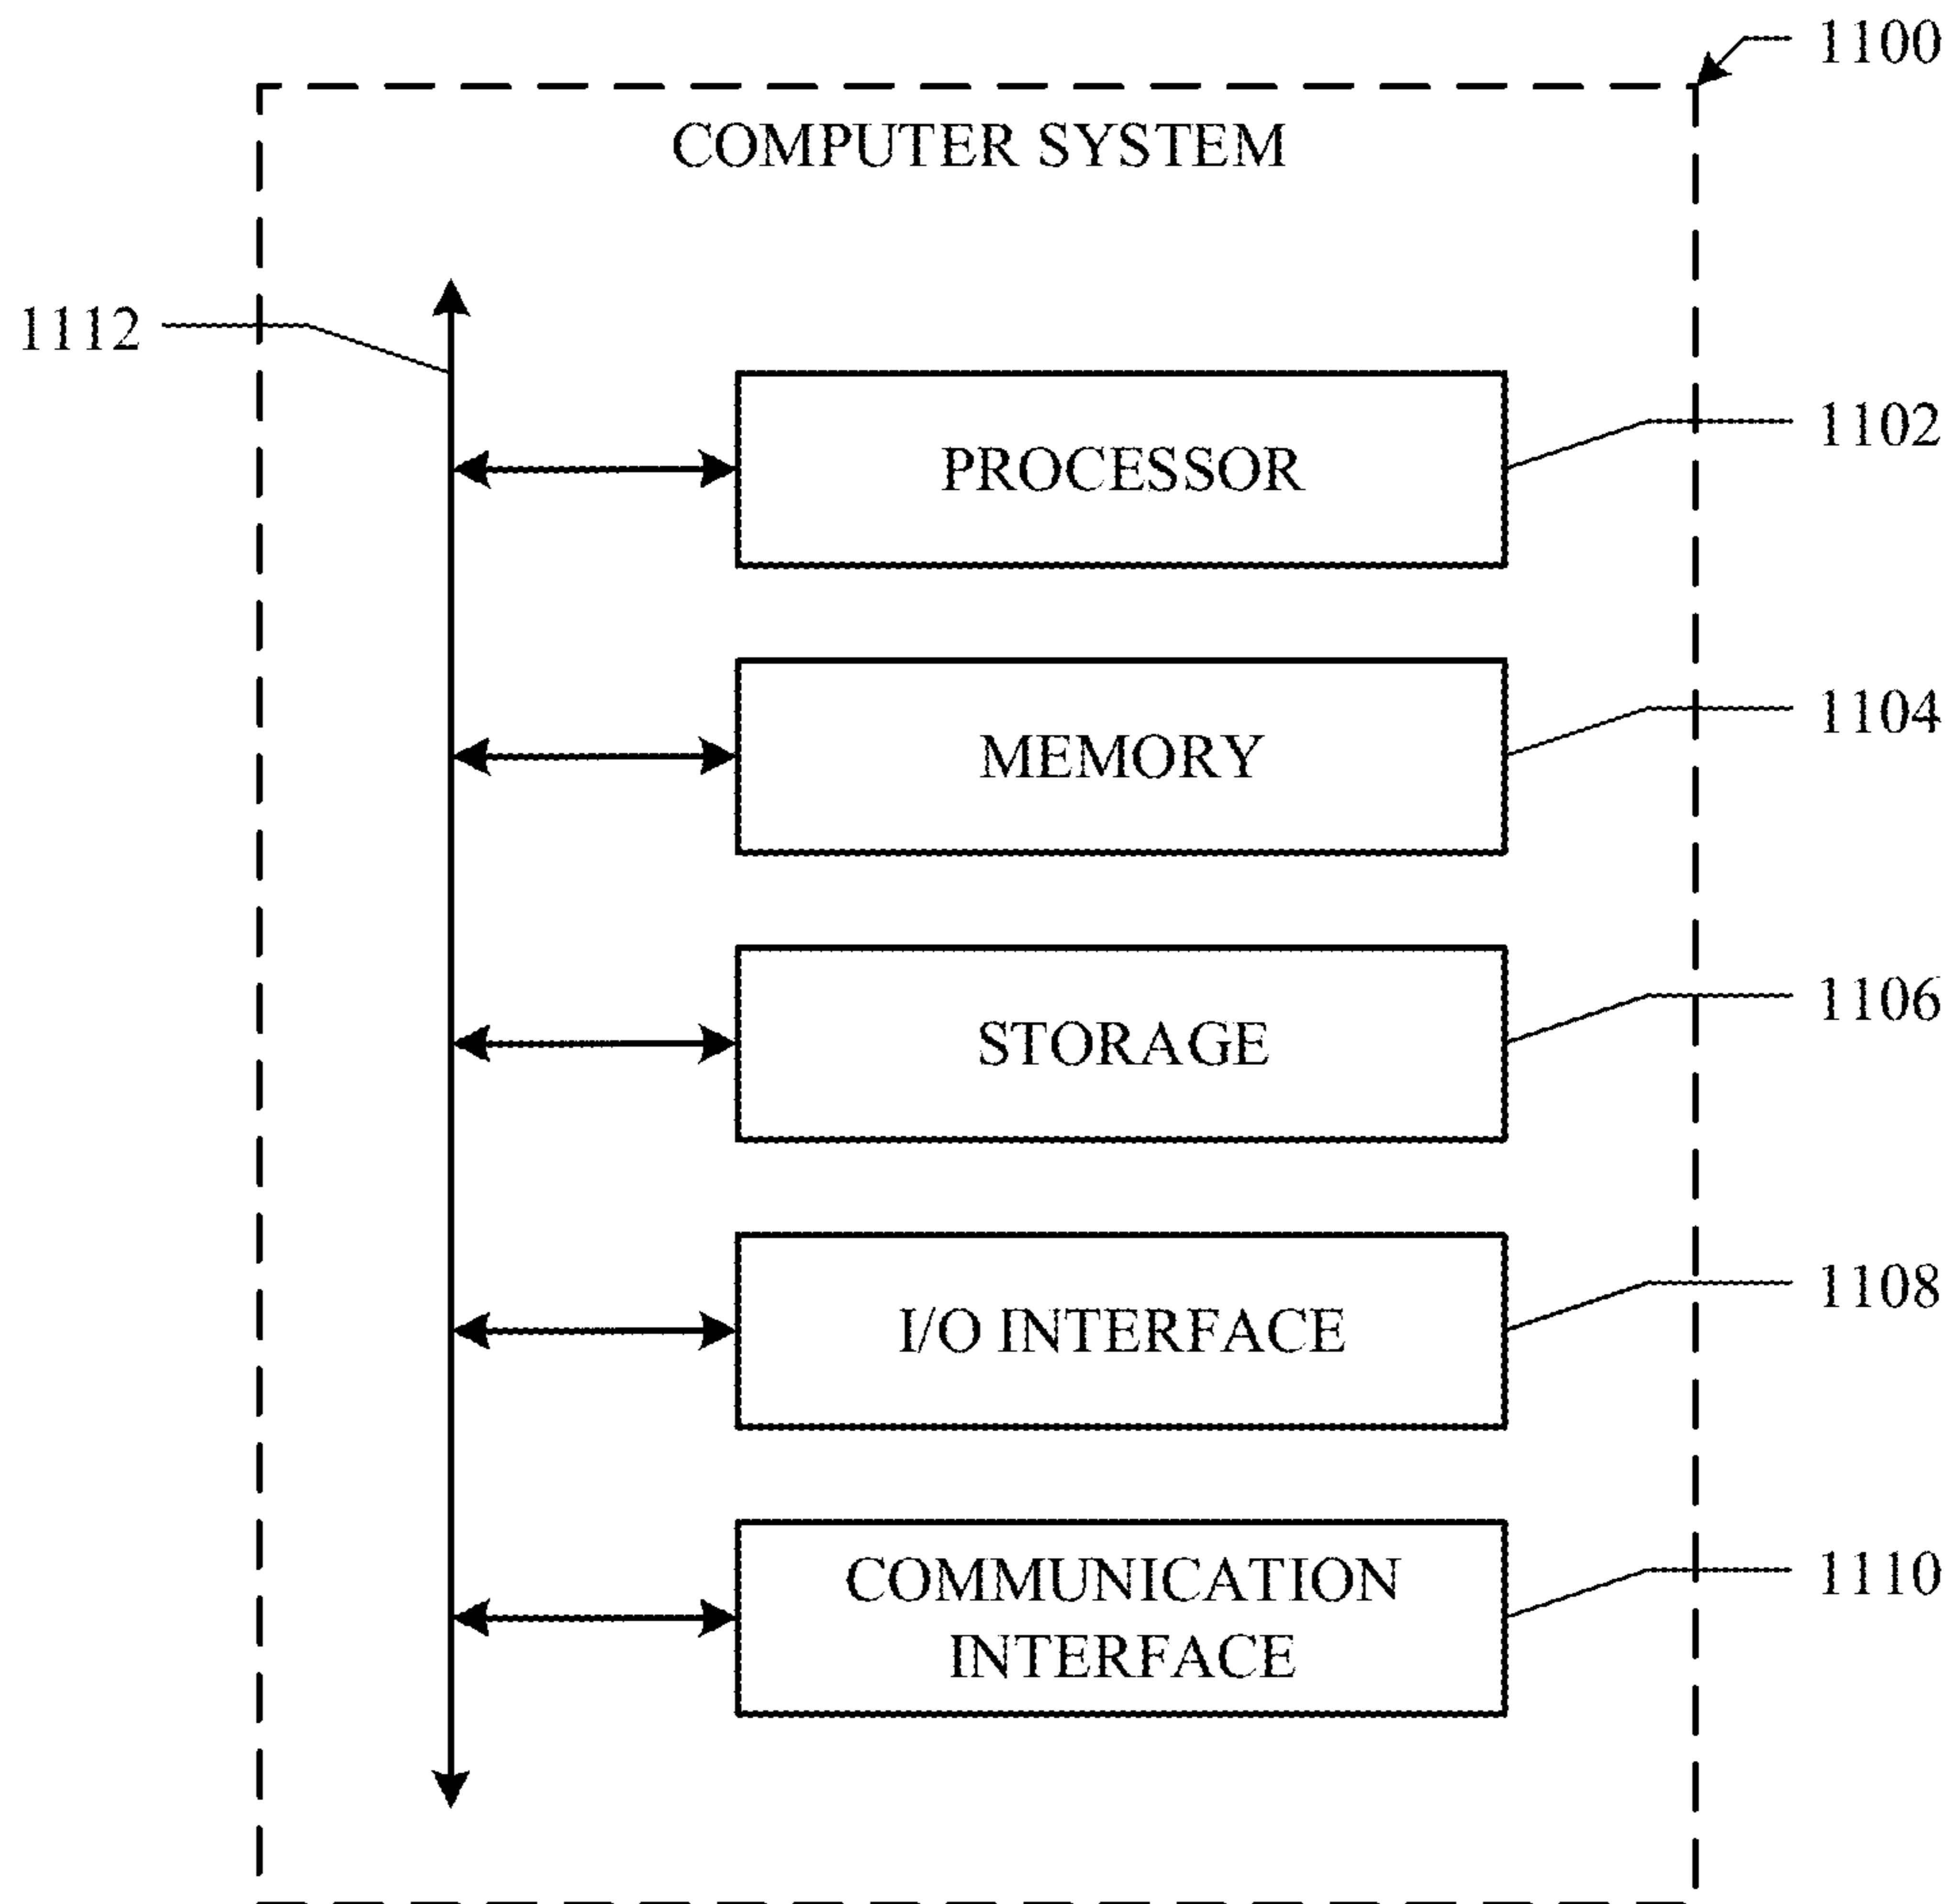 1100
COMPUTER SYSTEM
1112
PROCESSOR
1102
MEMORY
1104
STORAGE
1106
I/O INTERFACE
1108
COMMUNICATION
INTERFACE
1110